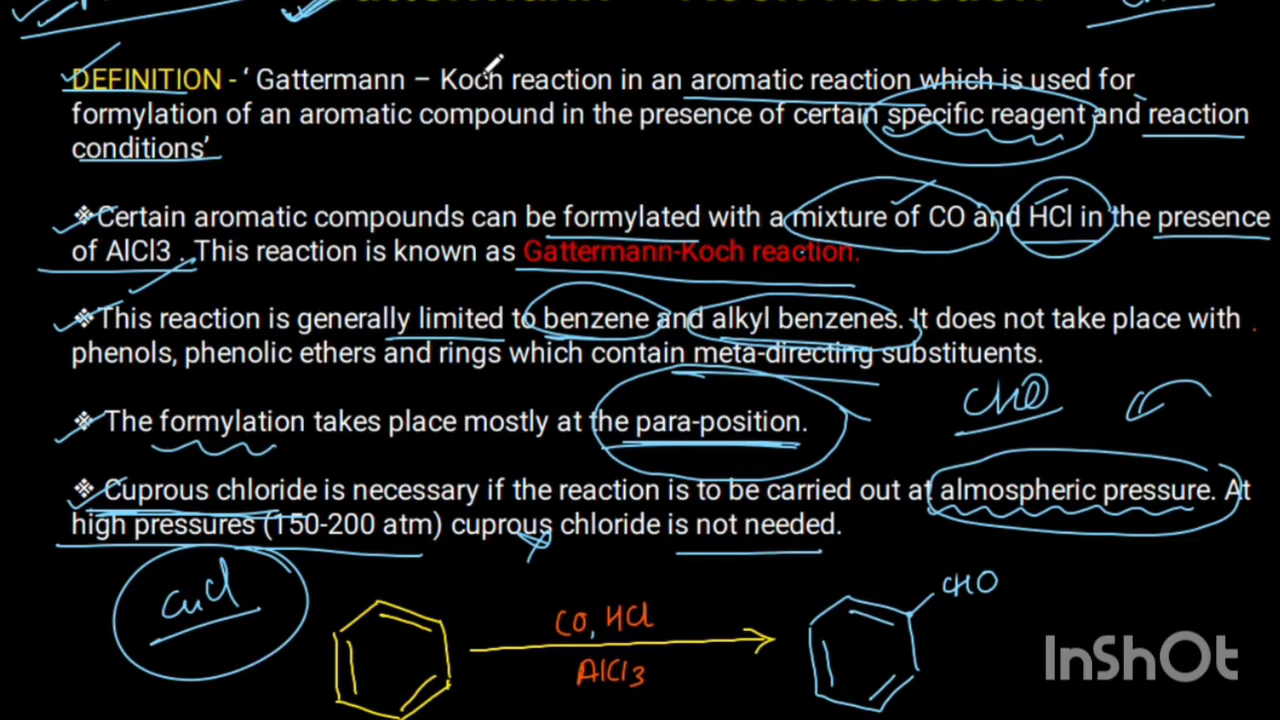 DEFINITION - ‘ Gattermann – Koch reaction in an aromatic reaction which is used for
formylation of an aromatic compound in the presence of certain specific reagent and reaction
conditions’
❖Certain aromatic compounds can be formylated with a mixture of CO and HCl in the presence
of AlCl3 . This reaction is known as Gattermann-Koch reaction.
❖This reaction is generally limited to benzene and alkyl benzenes. It does not take place with
phenols, phenolic ethers and rings which contain meta-directing substituents.
CHO
❖ The formylation takes place mostly at the para-position.
❖ Cuprous chloride is necessary if the reaction is to be carried out at almospheric pressure. At
high pressures (150-200 atm) cuprous chloride is not needed.
CuCl
CO, HCl
AlCl3
CHO
InShOt